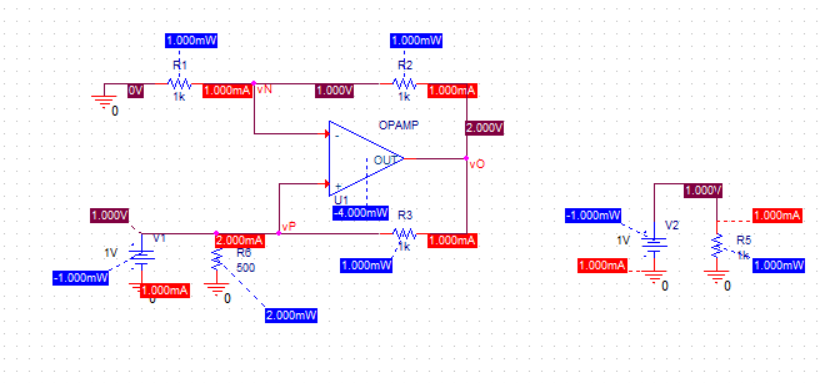 1.000mW
1.000mW
R1
R2
0V
1.000mA
vN
1.000V
1.000mA
1k
1k
0
OPAMP
2.000V
-
OUT
vO
+
U1
1.000V
-4.000mW
R3
-1.000mW
V2
1.000V
1.000mA
vP
V1
2.000mA
1.000mA
1V
R5
1V
R6
1k
1k
500
1.000mW
1.000mA
1.000mW
-1.000mW
1.000mA
0
0
0
0
2.000mW